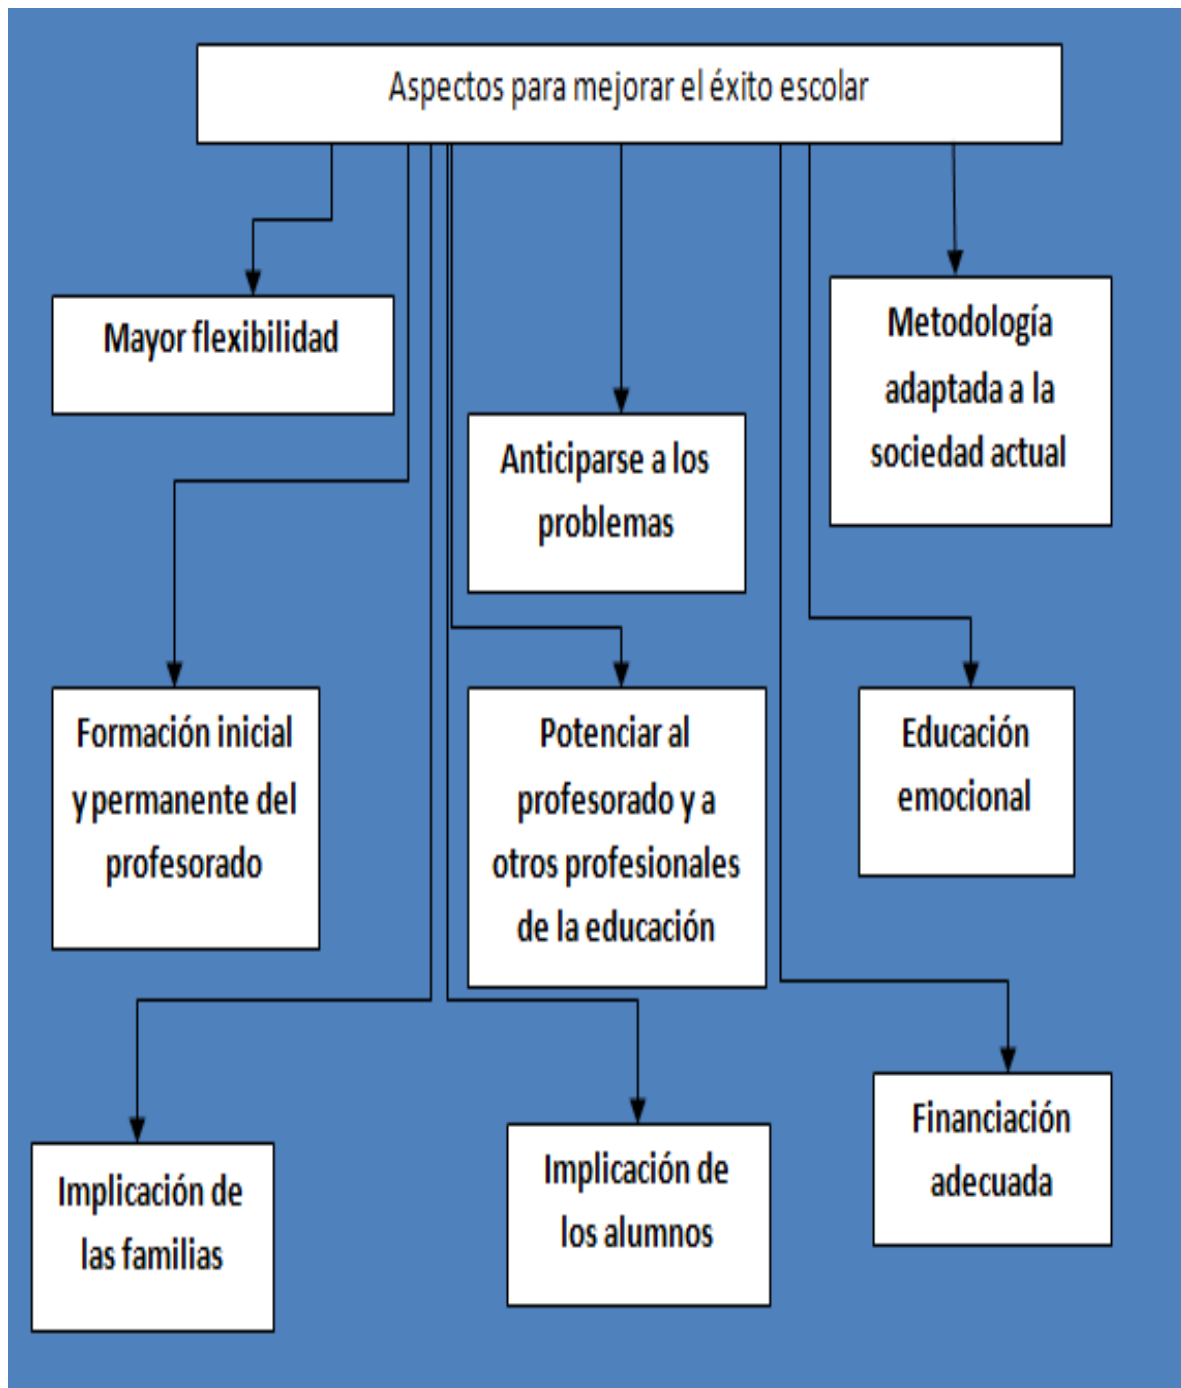 Aspectos para mejorar el éxito escolar
Mayor flexibilidad
Anticiparse a los
problemas
Metodología
adaptada a la
sociedad actual
Formación inicial
y permanente del
profesorado
Potenciar al
profesorado y a
otros profesionales
de la educación
Educación
emocional
Implicación de
las familias
Implicación de
los alumnos
Financiación
adecuada